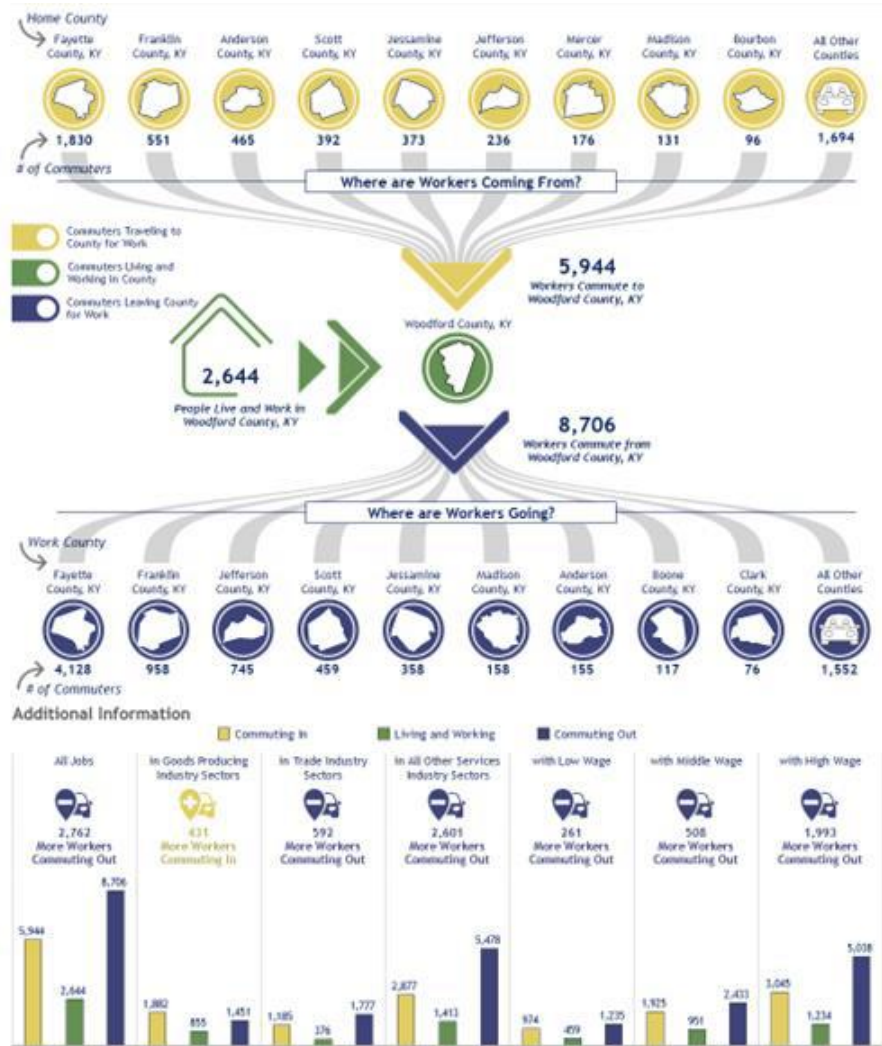 Home County
Fayette County, KY
Franklin County, KY
Anderson County, KY
Scott County, KY
Jessamine County, KY
Jefferson County, KY
Mercer County, KY
Madison County, KY
Bourbon County, KY
All Other Counties
1,830 551 465 392 373 236 176 131 96 1,694
# of Commuters
Where are Workers Coming From?
Commuters Traveling to
County for Work
Commuters Living and
Working in County
Commuters Leaving County
for Work
5,944
Workers Commute to
Woodford County, KY
Woodford County, KY
2,644
People Live and Work in
Woodford County, KY
8,706
Workers Commute from
Woodford County, KY
Where are Workers Going?
Work County
Fayette County, KY
Franklin County, KY
Jefferson County, KY
Scott County, KY
Jessamine County, KY
Madison County, KY
Anderson County, KY
Boone County, KY
Clark County, KY
All Other Counties
4,128 958 745 459 358 158 155 117 76 1,552
# of Commuters
Additional Information
Commuting In Living and Working Commuting Out
All Jobs
2,762
More Workers
Commuting Out
5,944 2,644 8,706
In Goods Producing
Industry Sectors
431
More Workers
Commuting In
1,882 855 1,451
In Trade Industry
Sectors
592
More Workers
Commuting Out
1,185 376 1,777
In All Other Services
Industry Sectors
2,601
More Workers
Commuting Out
2,877 1,413 5,478
with Low Wage
261
More Workers
Commuting Out
974 459 1,235
with Middle Wage
508
More Workers
Commuting Out
1,925 951 2,433
with High Wage
1,993
More Workers
Commuting Out
3,045 1,234 5,038